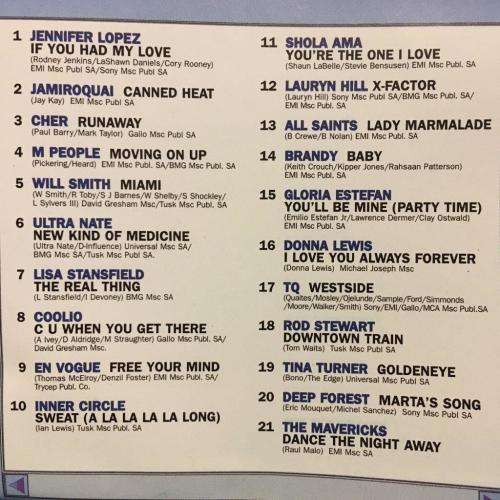 1 JENNIFER LOPEZ
IF YOU HAD MY LOVE
(Rodney Jenkins/LaShawn Daniels/Cory Rooney)
EMI Msc Publ SA/Sony Msc Publ SA
2 JAMIROQUAI CANNED HEAT
(Jay Kay) EMI Msc Publ SA
3 CHER RUNAWAY
(Paul Barry/Mark Taylor) Gallo Msc Publ SA
4 M PEOPLE MOVING ON UP
(Pickering/Heard) EMI Msc Publ SA/BMG Msc Publ SA
5 WILL SMITH MIAMI
(W Smith/R Toby/S J Barnes/W Shelby/S Shockley/
L Sylvers III) David Gresham Msc/Tusk Msc Publ SA.
6 ULTRA NATE
NEW KIND OF MEDICINE
(Ultra Nate/D-Influence) Universal Msc SA/
BMG Msc SA/Tusk Msc Publ SA.
7 LISA STANSFIELD
THE REAL THING
(L Stansfield/I Devoney) BMG Msc SA
8 COOLIO
C U WHEN YOU GET THERE
(A Ivey/D Aldridge/M Straughter) Gallo Msc Publ SA/
David Gresham Msc.
9 EN VOGUE FREE YOUR MIND
(Thomas McElroy/Denzil Foster) EMI Msc Publ SA/
Trycep Publ. Co.
10 INNER CIRCLE
SWEAT (A LA LA LA LA LONG)
(Ian Lewis) Tusk Msc Publ SA
11 SHOLA AMA
YOU'RE THE ONE I LOVE
(Shaun LaBelle/Stevie Bensusen) EMI Msc Publ SA
12 LAURYN HILL X-FACTOR
(Lauryn Hill) Sony Msc Publ SA/BMG Msc Publ SA/
EMI Msc Publ SA
13 ALL SAINTS LADY MARMALADE
(B Crewe/B Nolan) EMI Msc Publ SA
14 BRANDY BABY
(Keith Crouch/Kipper Jones/Rahsaan Patterson)
EMI Msc Publ SA
15 GLORIA ESTEFAN
YOU'LL BE MINE (PARTY TIME)
(Emilio Estefan Jr/Lawrence Dermer/Clay Ostwald)
EMI Msc Publ SA
16 DONNA LEWIS
I LOVE YOU ALWAYS FOREVER
(Donna Lewis) Michael Joseph Msc
17 TQ WESTSIDE
(Quaites/Mosley/Ojelunde/Sample/Ford/Simmonds
/Moore/Walker/Smith) Sony/EMI/Gallo/MCA Msc Publ.SA
18 ROD STEWART
DOWNTOWN TRAIN
(Tom Waits) Tusk Msc Publ SA
19 TINA TURNER GOLDENEYE
(Bono/The Edge) Universal Msc Publ SA
20 DEEP FOREST MARTA'S SONG
(Eric Mouquet/Michel Sanchez) Sony Msc Publ SA
21 THE MAVERICKS
DANCE THE NIGHT AWAY
(Raul Malo) EMI Msc SA